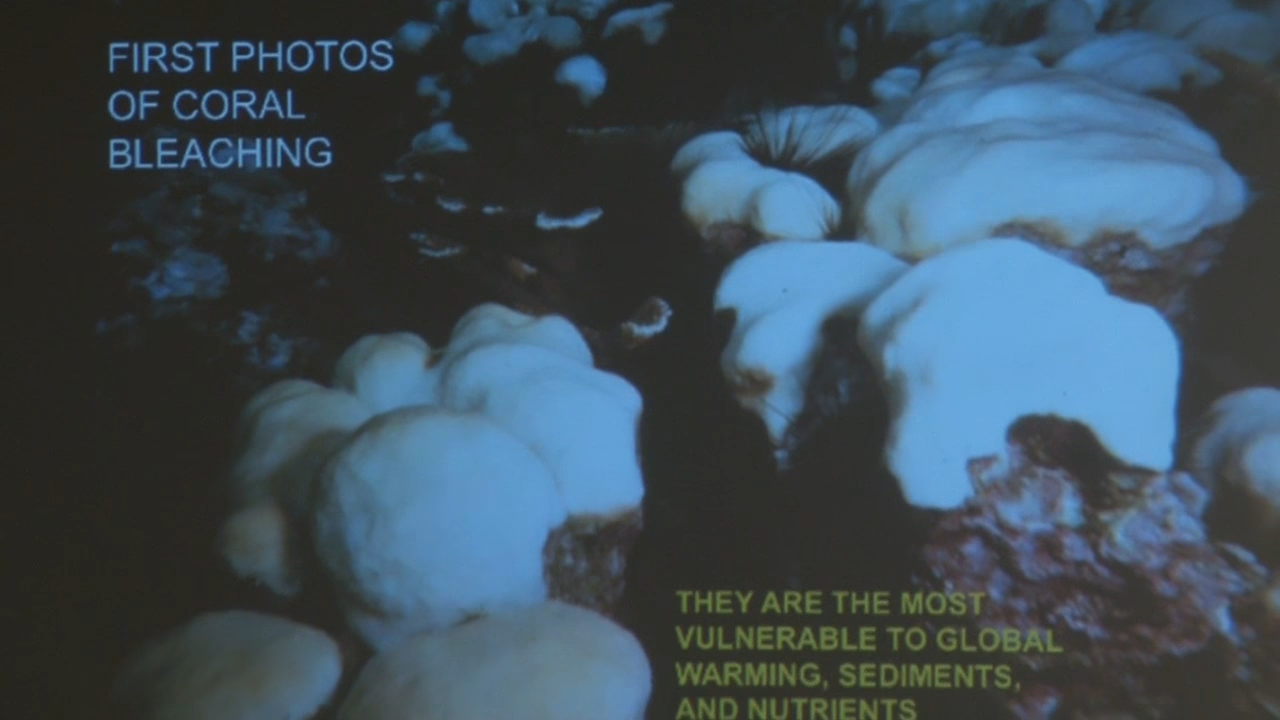 FIRST PHOTOS
OF CORAL
BLEACHING
THEY ARE THE MOST
VULNERABLE TO GLOBAL
WARMING, SEDIMENTS,
AND NUTRIENTS